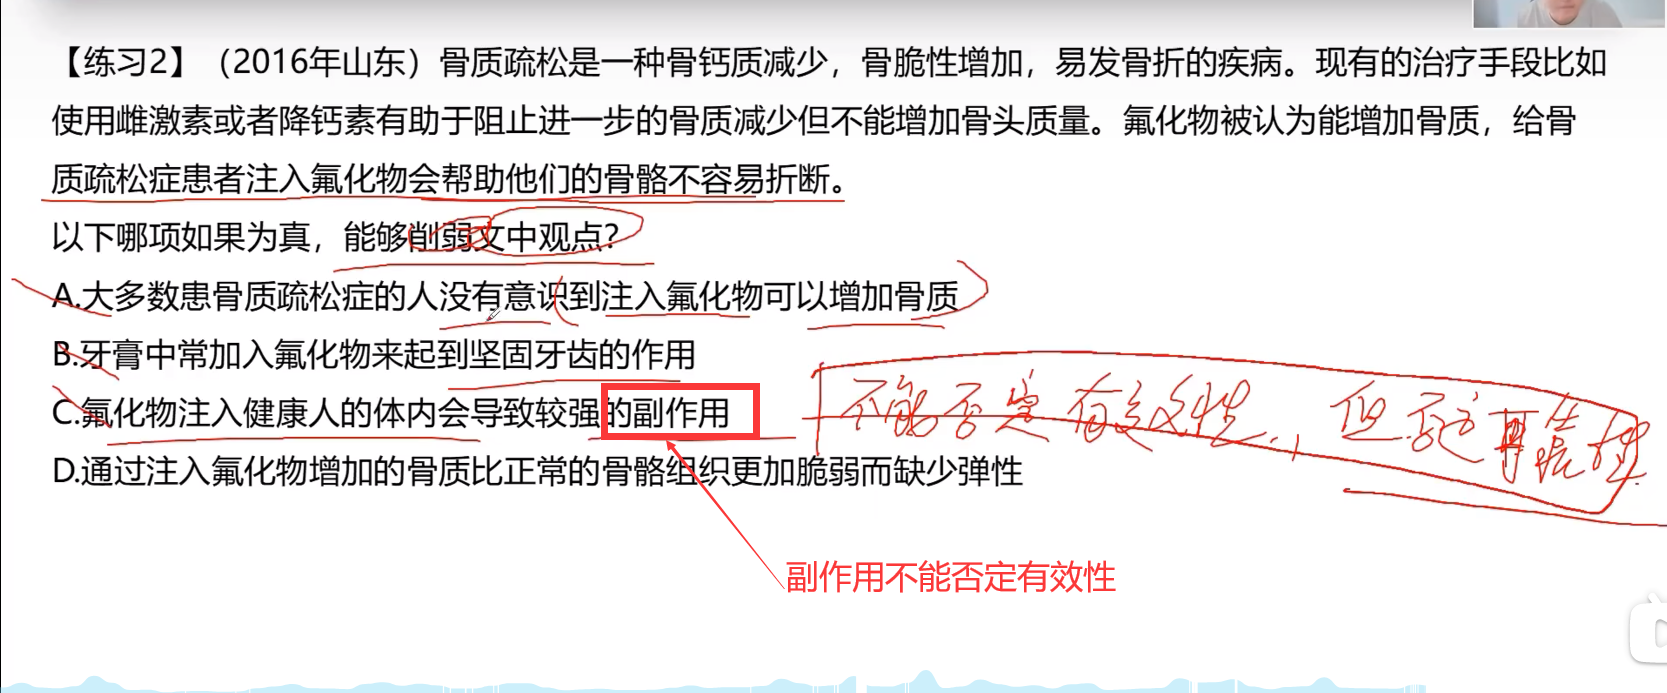 【练习2】（2016年山东）骨质疏松是一种骨钙质减少，骨脆性增加，易发骨折的疾病。现有的治疗手段比如
使用雌激素或者降钙素有助于阻止进一步的骨质减少但不能增加骨头质量。氟化物被认为能增加骨质，给骨
质疏松症患者注入氟化物会帮助他们的骨骼不容易折断。
以下哪项如果为真，能够削弱文中观点？
A.大多数患骨质疏松症的人没有意识到注入氟化物可以增加骨质
B.牙膏中常加入氟化物来起到坚固牙齿的作用
C.氟化物注入健康人的体内会导致较强的副作用
不能否定有效性，但否定可行性
D.通过注入氟化物增加的骨质比正常的骨骼组织更加脆弱而缺少弹性
副作用不能否定有效性